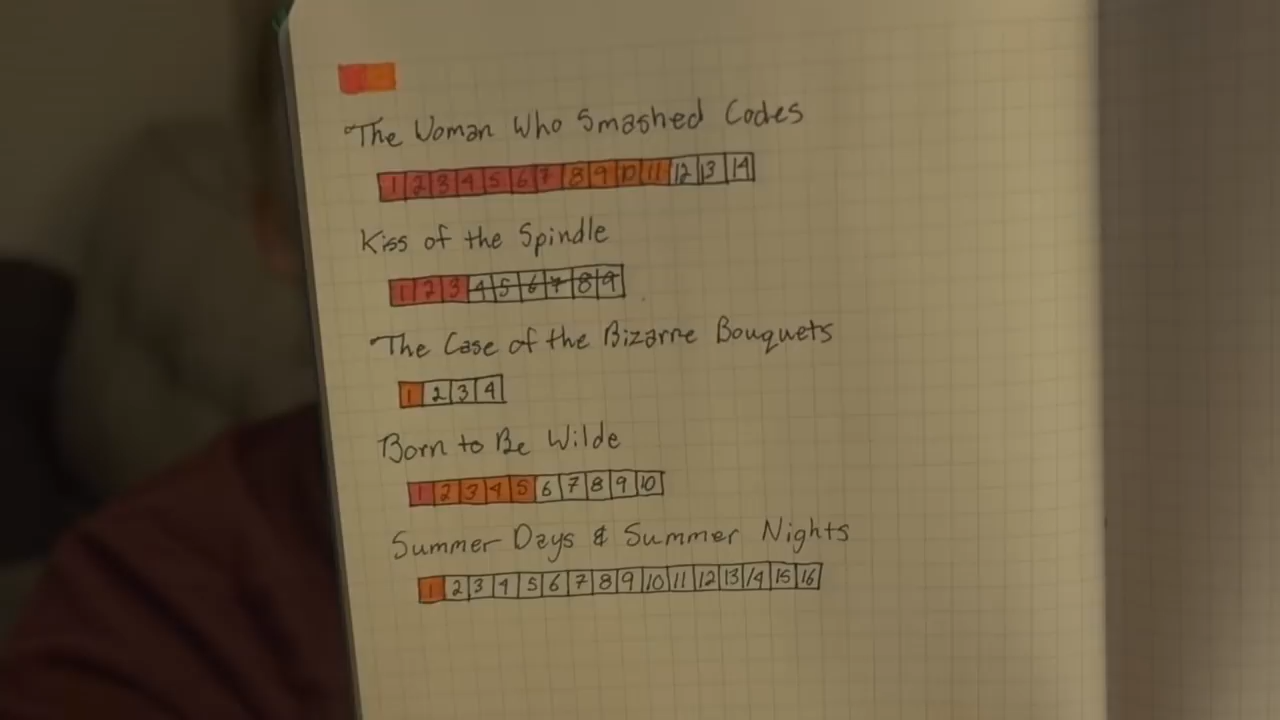 The Woman Who Smashed Codes
1 2 3 4 5 6 7 8 9 10 11 12 13 14
Kiss of the Spindle
1 2 3 4 5 6 7 8 9
The Case of the Bizarre Bouquets
1 2 3 4
Born to Be Wilde
1 2 3 4 5 6 7 8 9 10
Summer Days & Summer Nights
1 2 3 4 5 6 7 8 9 10 11 12 13 14 15 16